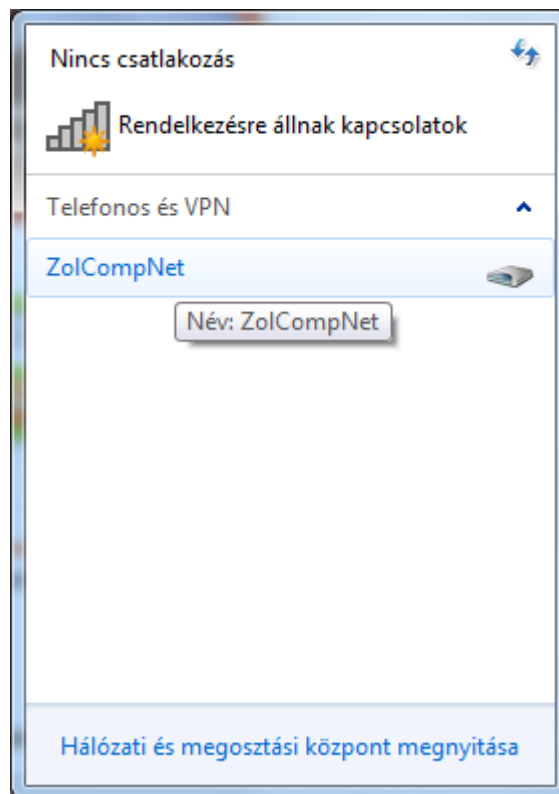 Nincs csatlakozás
Rendelkezésre állnak kapcsolatok
Telefonos és VPN
ZolCompNet
Név: ZolCompNet
Hálózati és megosztási központ megnyitása